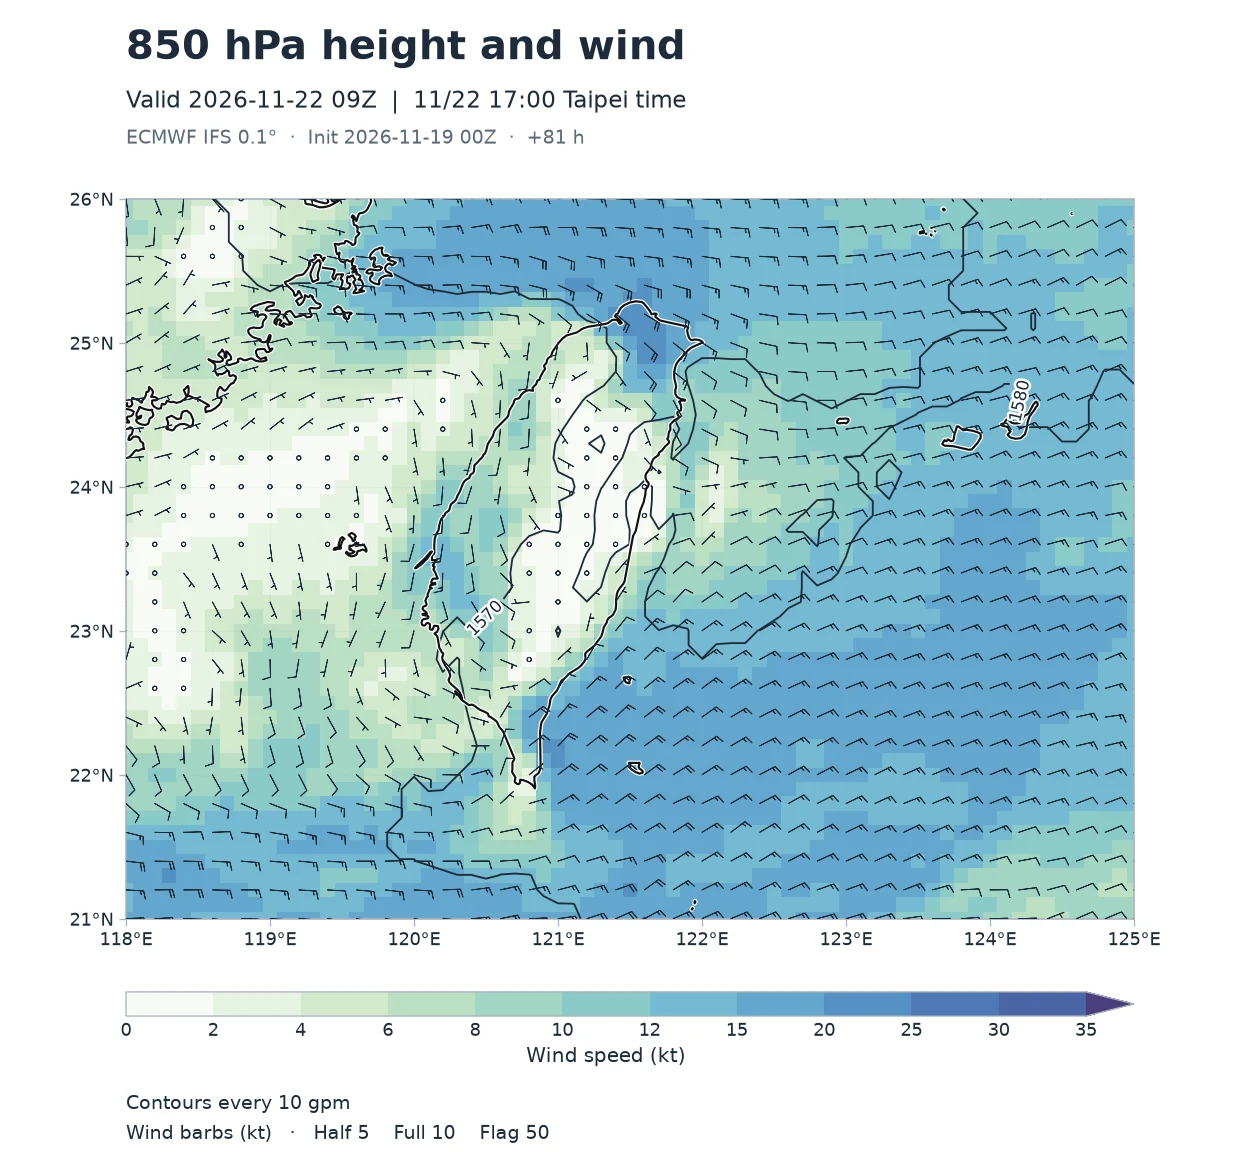 850 hPa height and wind
Valid 2026-11-22 09Z | 11/22 17:00 Taipei time
ECMWF IFS 0.1° · Init 2026-11-19 00Z · +81 h
26°N
25°N
24°N
23°N
22°N
21°N
1580
1570
118°E 119°E 120°E 121°E 122°E 123°E 124°E 125°E
0 2 4 6 8 10 12 15 20 25 30 35
Wind speed (kt)
Contours every 10 gpm
Wind barbs (kt) · Half 5 Full 10 Flag 50